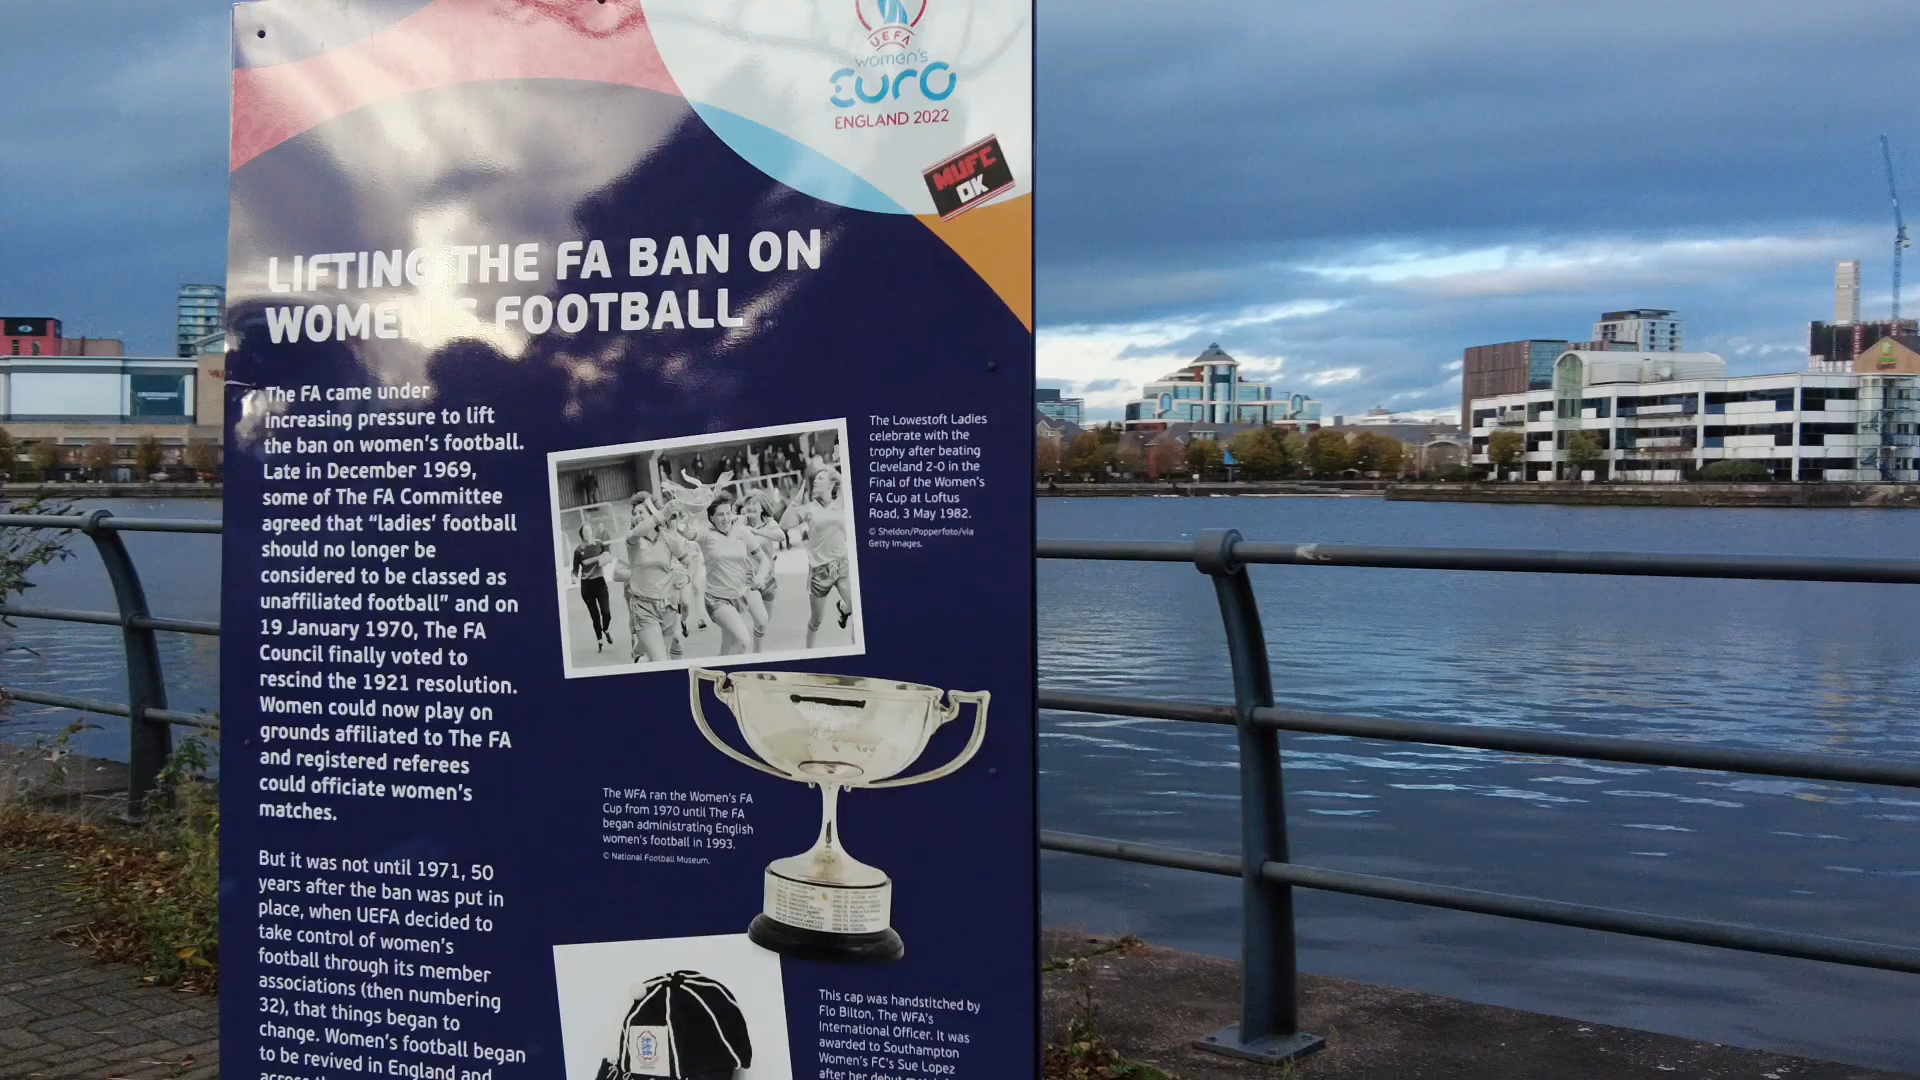 UEFA
women's
EURO
ENGLAND 2022
MUFC
OK
LIFTING THE FA BAN ON
WOMEN'S FOOTBALL
The FA came under
increasing pressure to lift
the ban on women's football.
Late in December 1969,
some of The FA Committee
agreed that "ladies' football
should no longer be
considered to be classed as
unaffiliated football" and on
19 January 1970, The FA
Council finally voted to
rescind the 1921 resolution.
Women could now play on
grounds affiliated to The FA
and registered referees
could officiate women's
matches.
But it was not until 1971, 50
years after the ban was put in
place, when UEFA decided to
take control of women's
football through its member
associations (then numbering
32), that things began to
change. Women's football began
to be revived in England and
The Lowestoft Ladies
celebrate with the
trophy after beating
Cleveland 2-0 in the
Final of the Women's
FA Cup at Loftus
Road, 3 May 1982.
© Sheldon/Popperfoto/via
Getty Images.
The WFA ran the Women's FA
Cup from 1970 until The FA
began administrating English
women's football in 1993.
© National Football Museum.
This cap was handstitched by
Flo Bilton, The WFA's
International Officer. It was
awarded to Southampton
Women's FC's Sue Lopez
after her debut